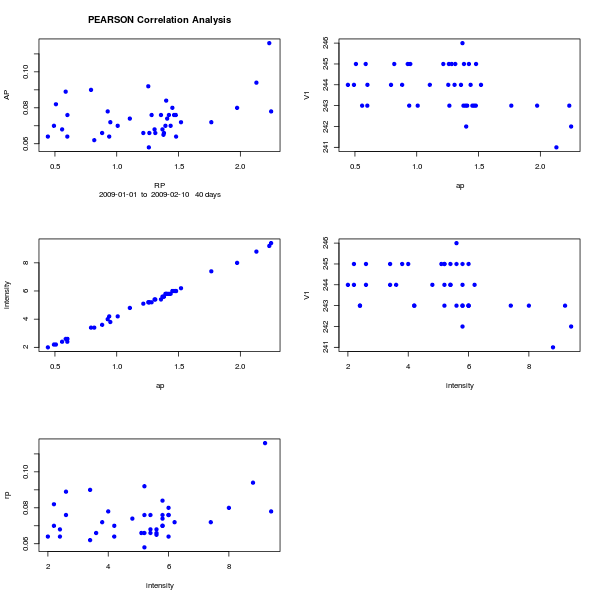 PEARSON Correlation Analysis
AP
0.06 0.08 0.10
0.5 1.0 1.5 2.0
RP
2009-01-01 to 2009-02-10 40 days
V1
241 242 243 244 245 246
0.5 1.0 1.5 2.0
ap
intensity
2 4 6 8
0.5 1.0 1.5 2.0
ap
V1
241 242 243 244 245 246
2 4 6 8
intensity
rp
0.06 0.08 0.10
2 4 6 8
intensity